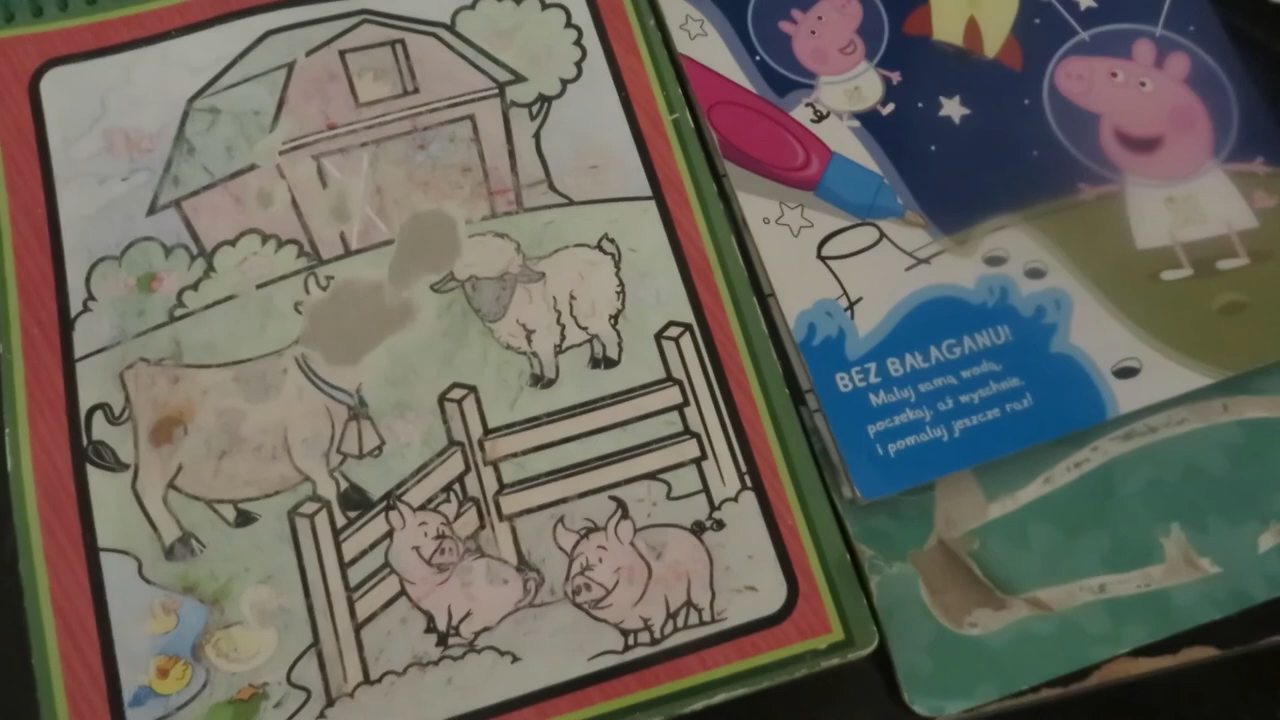 BEZ BAŁAGANU!
Maluj samą wodą,
poczekaj, aż wyschnie,
i pomaluj jeszcze raz!